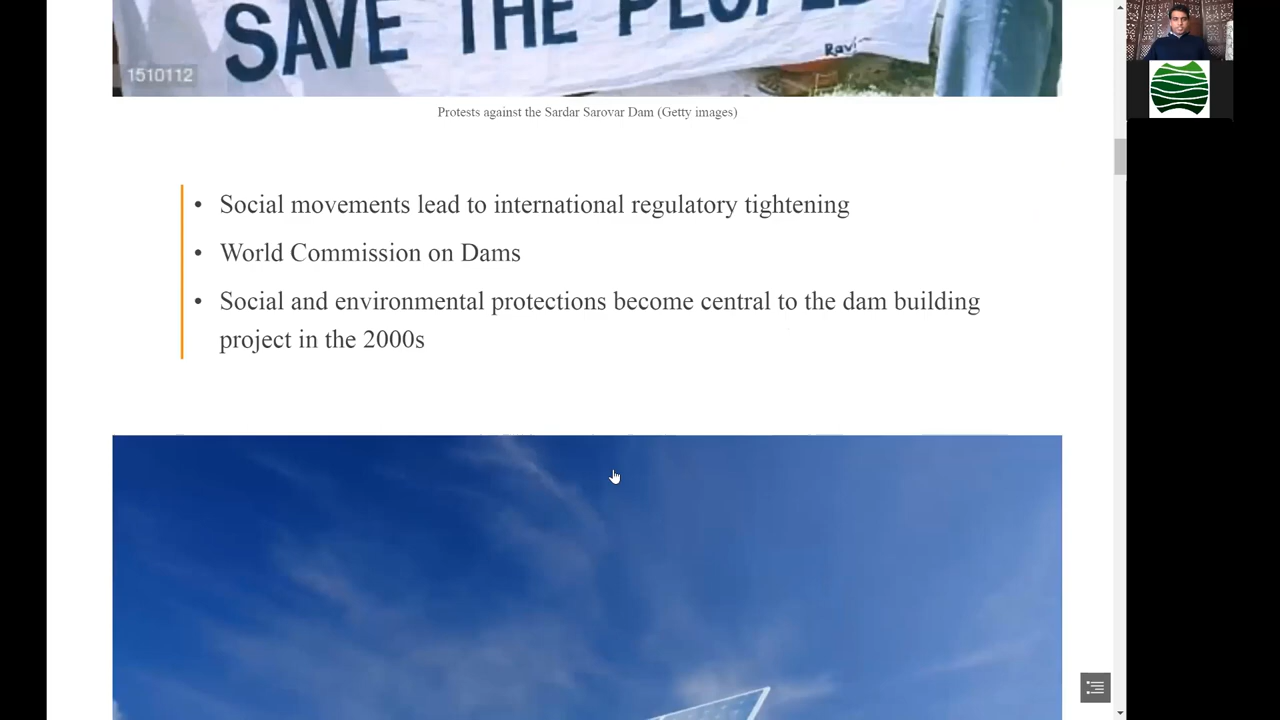 SAVE THE PEOPLE
Ravi
1510112
Protests against the Sardar Sarovar Dam (Getty images)
• Social movements lead to international regulatory tightening
• World Commission on Dams
• Social and environmental protections become central to the dam building
project in the 2000s